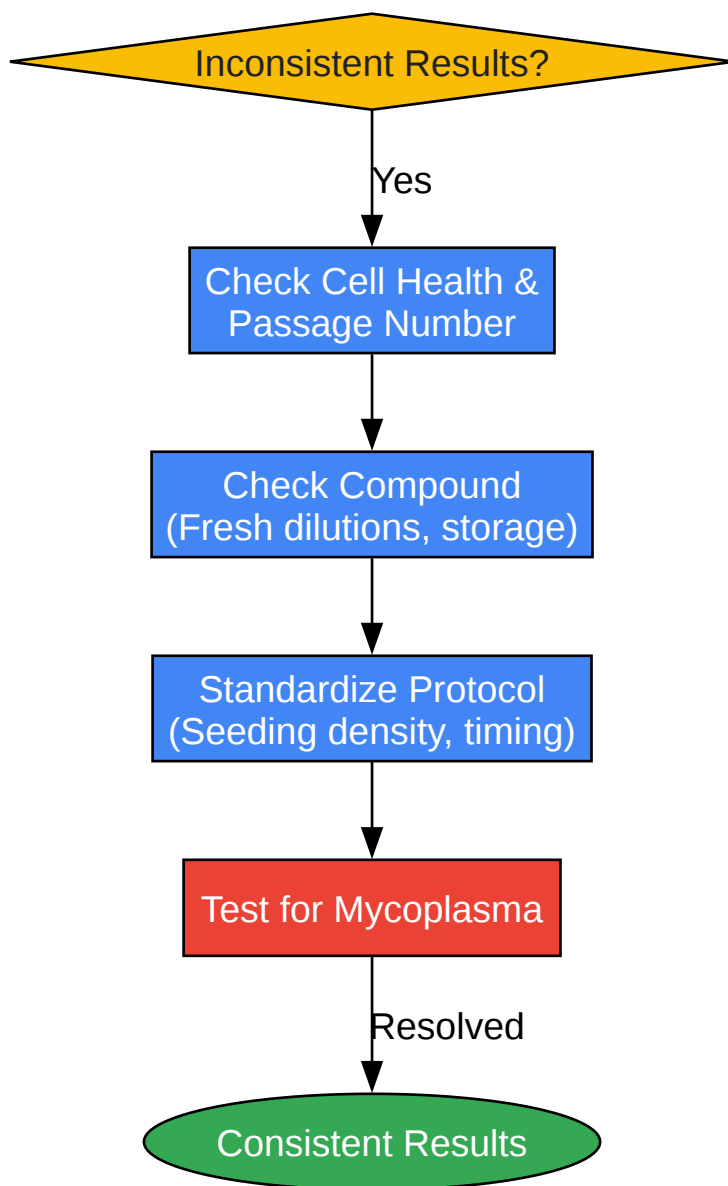 Inconsistent Results?
Yes
Check Cell Health &
Passage Number
Check Compound
(Fresh dilutions, storage)
Standardize Protocol
(Seeding density, timing)
Test for Mycoplasma
Resolved
Consistent Results